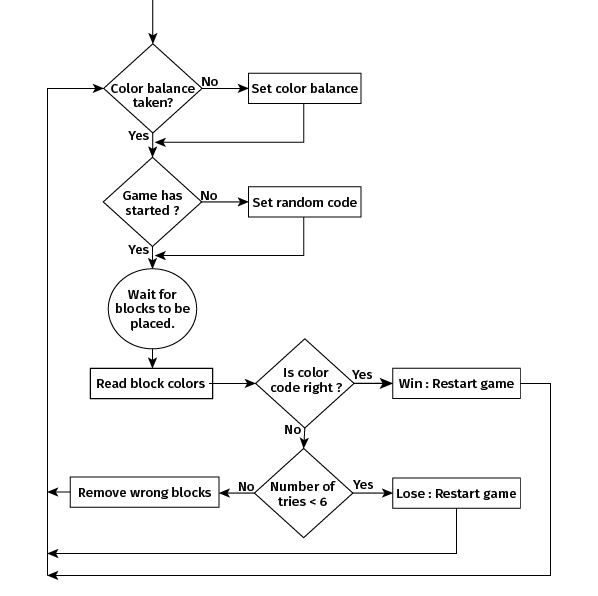 Color balance
taken?
No
Set color balance
Yes
Game has
started ?
No
Set random code
Yes
Wait for
blocks to be
placed.
Read block colors
Is color
code right ?
Yes
Win : Restart game
No
Number of
tries < 6
No
Remove wrong blocks
Yes
Lose : Restart game